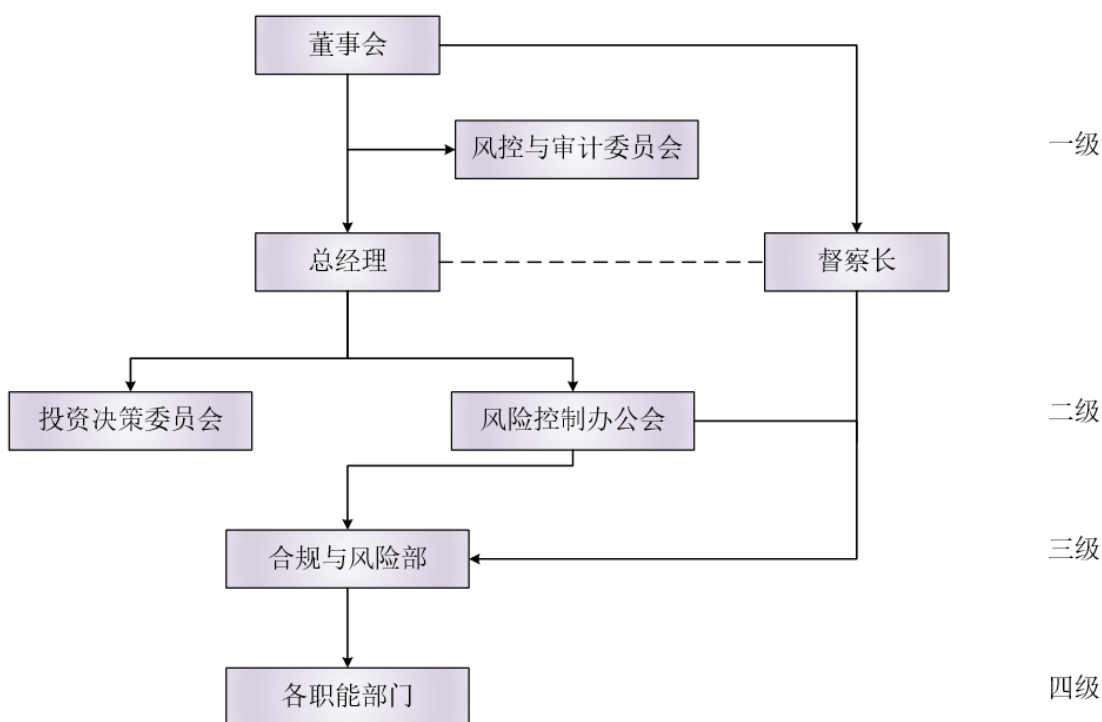 董事会
风控与审计委员会
一级
总经理
督察长
投资决策委员会
风险控制办公会
二级
合规与风险部
三级
各职能部门
四级